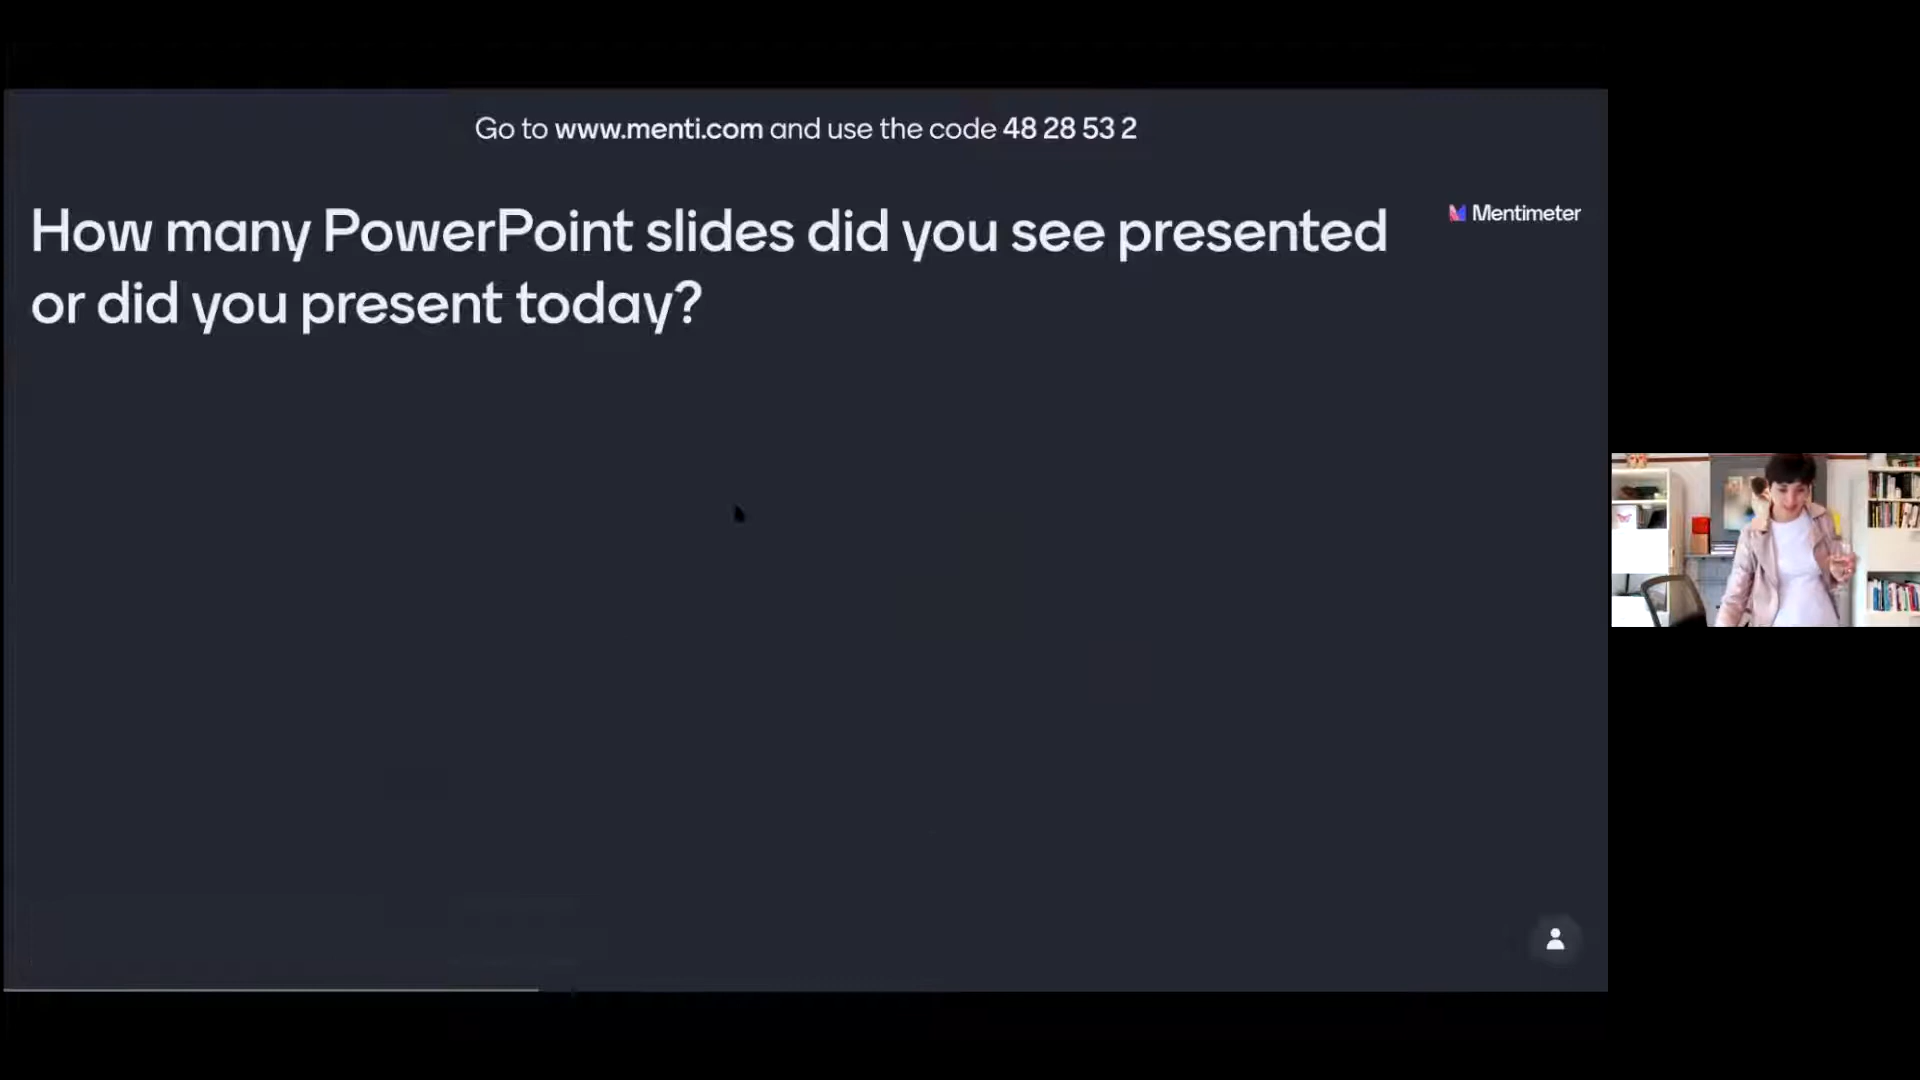 Go to www.menti.com and use the code 48 28 53 2
How many PowerPoint slides did you see presented
or did you present today?
Mentimeter